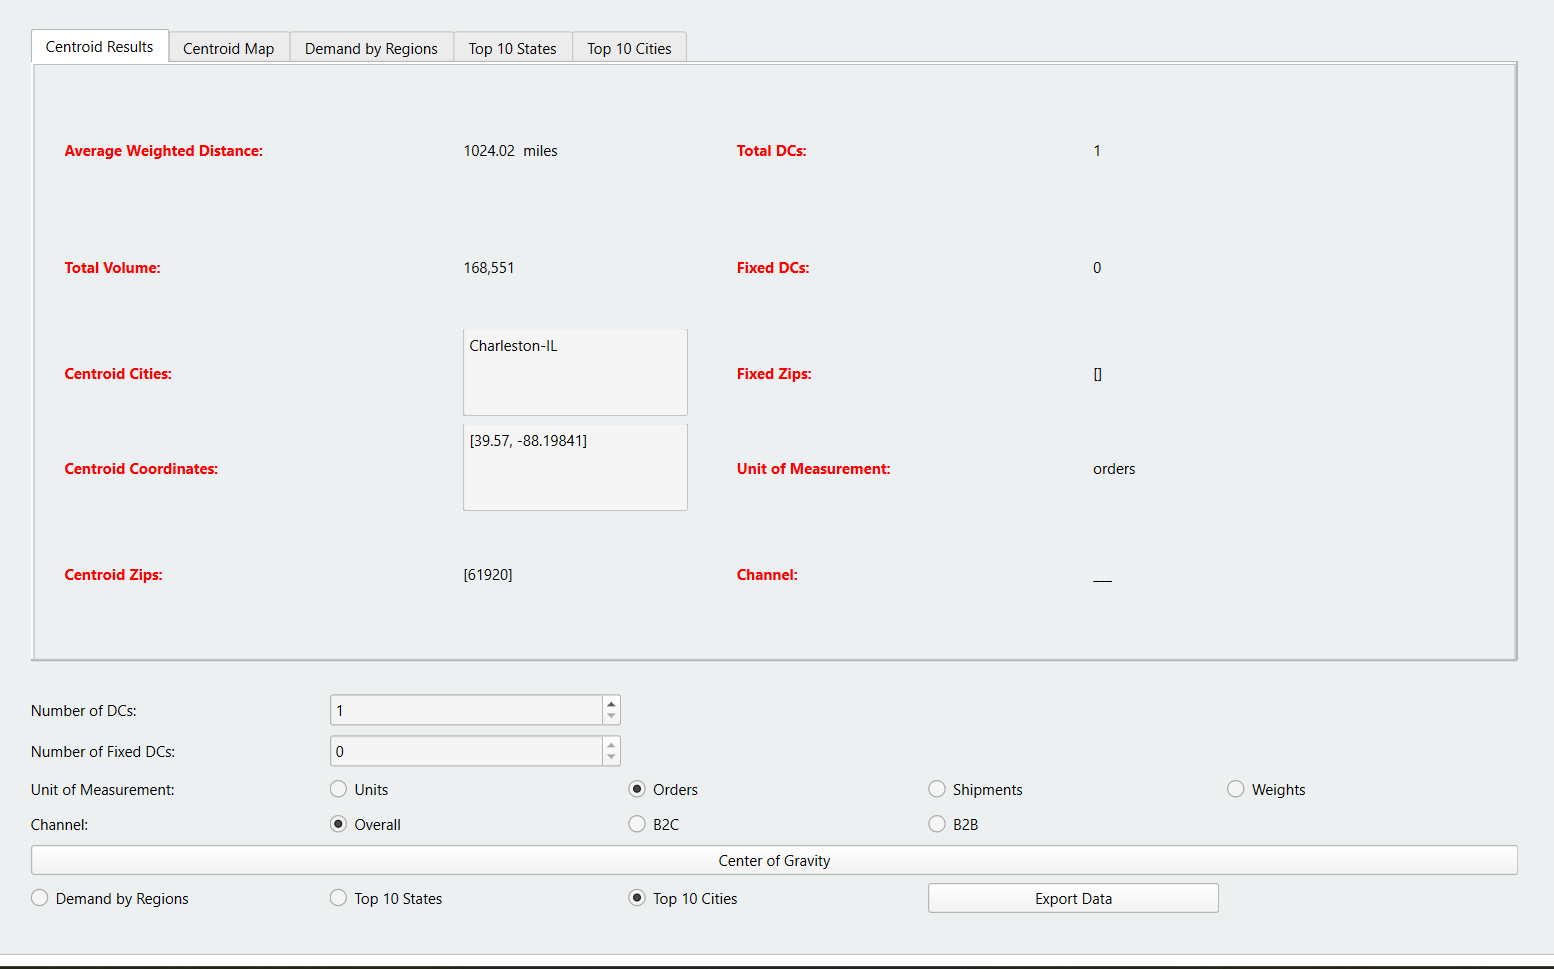 Centroid Results
Centroid Map
Demand by Regions
Top 10 States
Top 10 Cities
Average Weighted Distance: 1024.02 miles Total DCs: 1
Total Volume: 168,551 Fixed DCs: 0
Centroid Cities: Charleston-IL Fixed Zips: []
Centroid Coordinates: [39.57, -88.19841] Unit of Measurement: orders
Centroid Zips: [61920] Channel: __
Number of DCs: 1
Number of Fixed DCs: 0
Unit of Measurement: Units Orders Shipments Weights
Channel: Overall B2C B2B
Center of Gravity
Demand by Regions Top 10 States Top 10 Cities Export Data